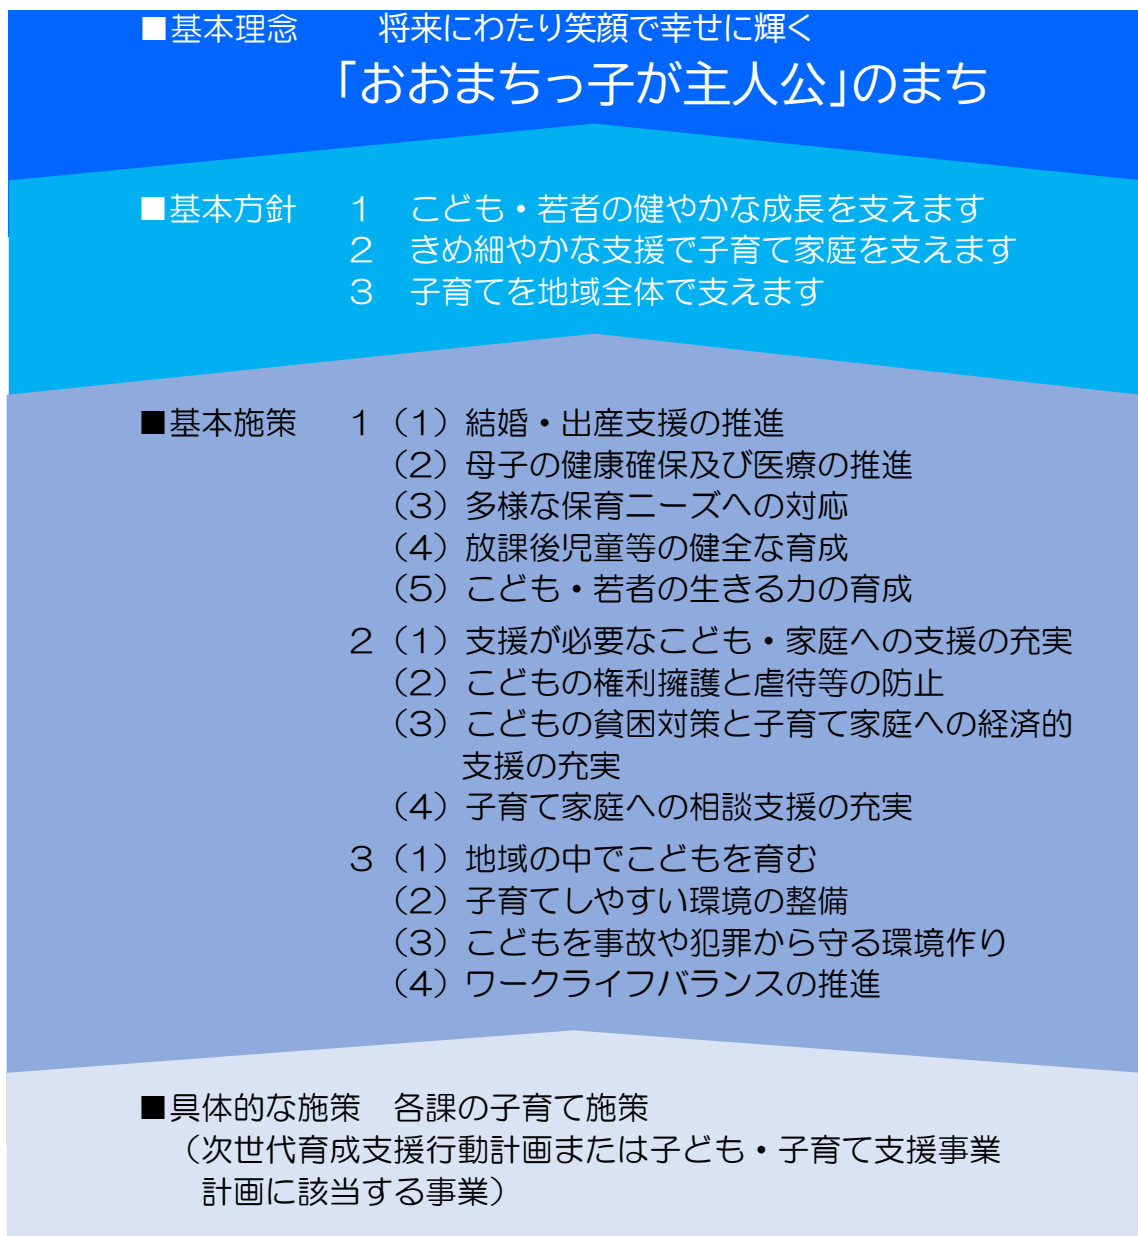 ■基本理念　　将来にわたり笑顔で幸せに輝く
「おおまちっ子が主人公」のまち
■基本方針　１　こども・若者の健やかな成長を支えます
２　きめ細やかな支援で子育て家庭を支えます
３　子育てを地域全体で支えます
■基本施策　１（１）結婚・出産支援の推進
（２）母子の健康確保及び医療の推進
（３）多様な保育ニーズへの対応
（４）放課後児童等の健全な育成
（５）こども・若者の生きる力の育成
２（１）支援が必要なこども・家庭への支援の充実
（２）こどもの権利擁護と虐待等の防止
（３）こどもの貧困対策と子育て家庭への経済的
支援の充実
（４）子育て家庭への相談支援の充実
３（１）地域の中でこどもを育む
（２）子育てしやすい環境の整備
（３）こどもを事故や犯罪から守る環境作り
（４）ワークライフバランスの推進
■具体的な施策　各課の子育て施策
（次世代育成支援行動計画または子ども・子育て支援事業
計画に該当する事業）